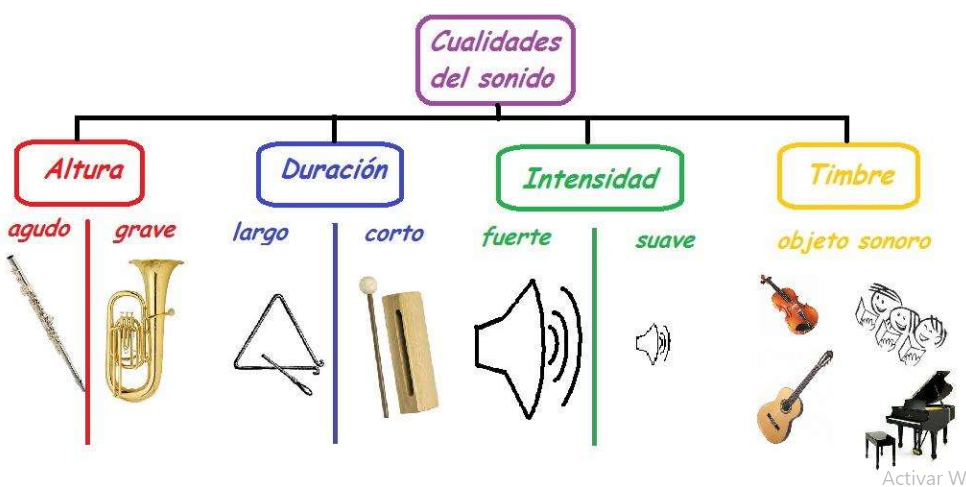 Cualidades
del sonido
Altura
Duración
Intensidad
Timbre
agudo
grave
largo
corto
fuerte
suave
objeto sonoro
Activar W